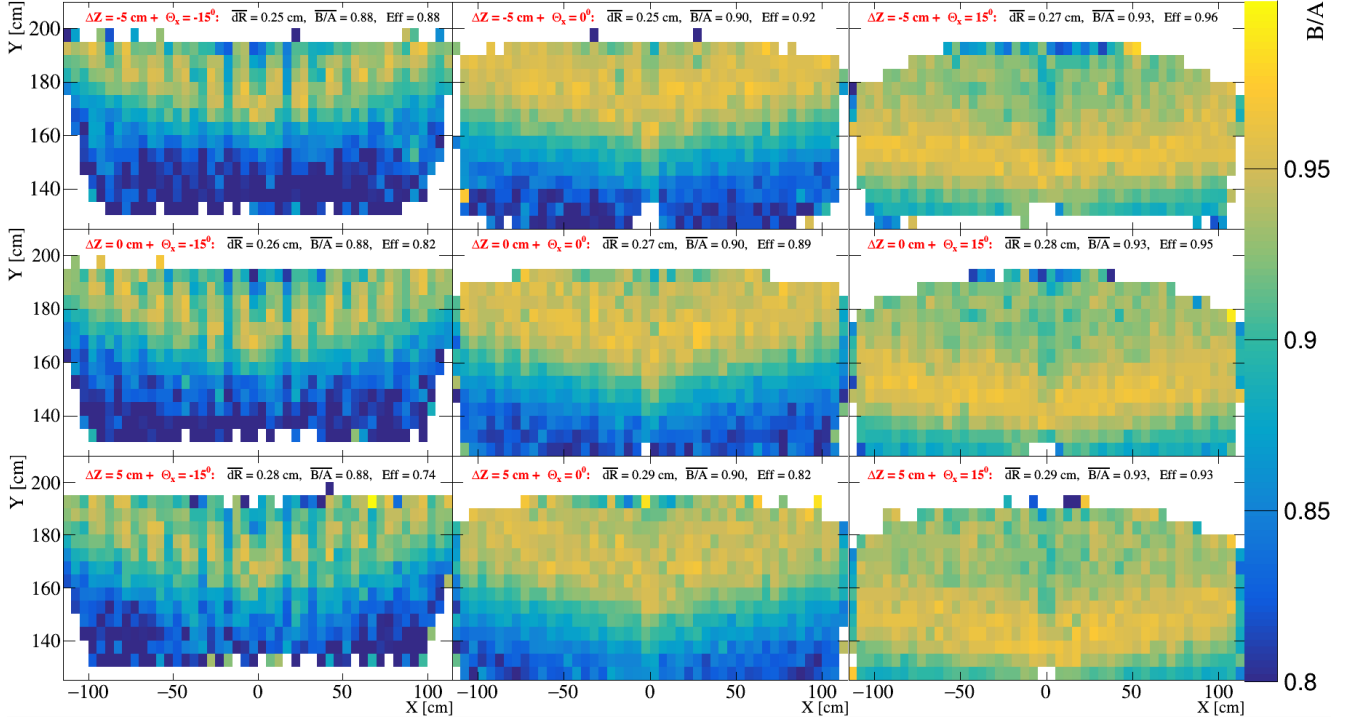 ΔZ = -5 cm + Θx = -15⁰: dR = 0.25 cm, B/A = 0.88, Eff = 0.88
ΔZ = -5 cm + Θx = 0⁰: dR = 0.25 cm, B/A = 0.90, Eff = 0.92
ΔZ = -5 cm + Θx = 15⁰: dR = 0.27 cm, B/A = 0.93, Eff = 0.96
B/A
Y [cm]
200
180
160
140
0.95
ΔZ = 0 cm + Θx = -15⁰: dR = 0.26 cm, B/A = 0.88, Eff = 0.82
ΔZ = 0 cm + Θx = 0⁰: dR = 0.27 cm, B/A = 0.90, Eff = 0.89
ΔZ = 0 cm + Θx = 15⁰: dR = 0.28 cm, B/A = 0.93, Eff = 0.95
Y [cm]
200
180
160
140
0.9
ΔZ = 5 cm + Θx = -15⁰: dR = 0.28 cm, B/A = 0.88, Eff = 0.74
ΔZ = 5 cm + Θx = 0⁰: dR = 0.29 cm, B/A = 0.90, Eff = 0.82
ΔZ = 5 cm + Θx = 15⁰: dR = 0.29 cm, B/A = 0.93, Eff = 0.93
Y [cm]
200
180
160
140
0.85
0.8
−100 −50 0 50 100
X [cm]
−100 −50 0 50 100
X [cm]
−100 −50 0 50 100
X [cm]